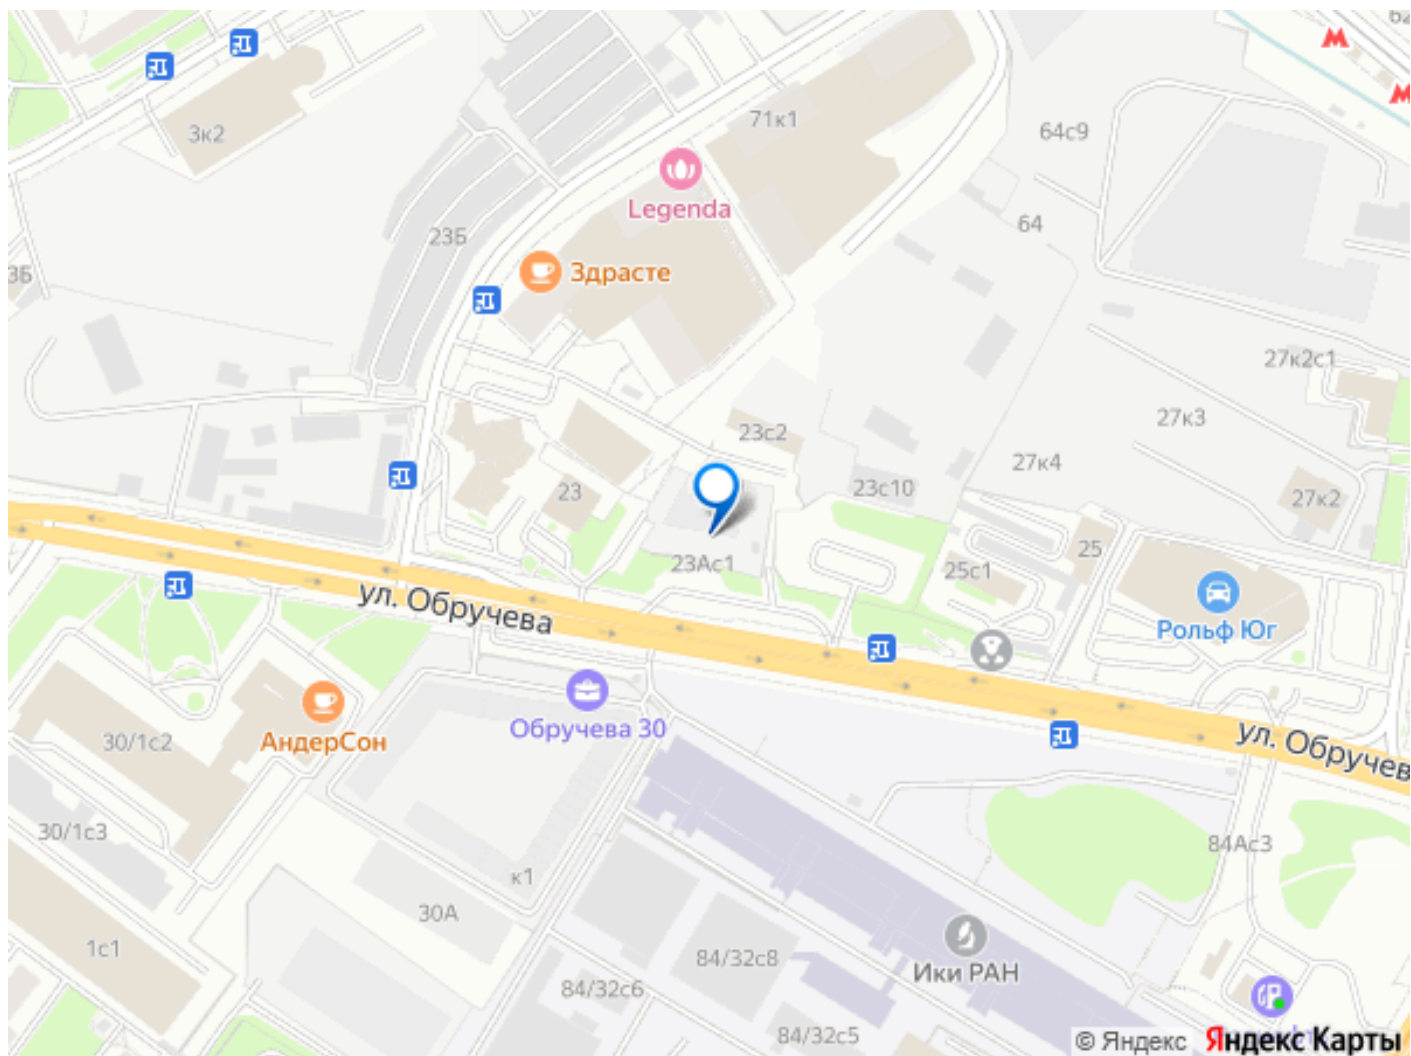 3к2
71к1
64с9
Legenda
64
23Б
Здрасте
3Б
27к2с1
27к3
23с2
27к4
23
23с10
27к2
25
23Ас1
25с1
ул. Обручева
Рольф Юг
Обручева 30
АндерСон
30/1с2
ул. Обручев
30/1с3
84Ас3
к1
30А
1с1
84/32с8
Ики РАН
84/32с6
84/32с5
© Яндекс
Яндекс Карты